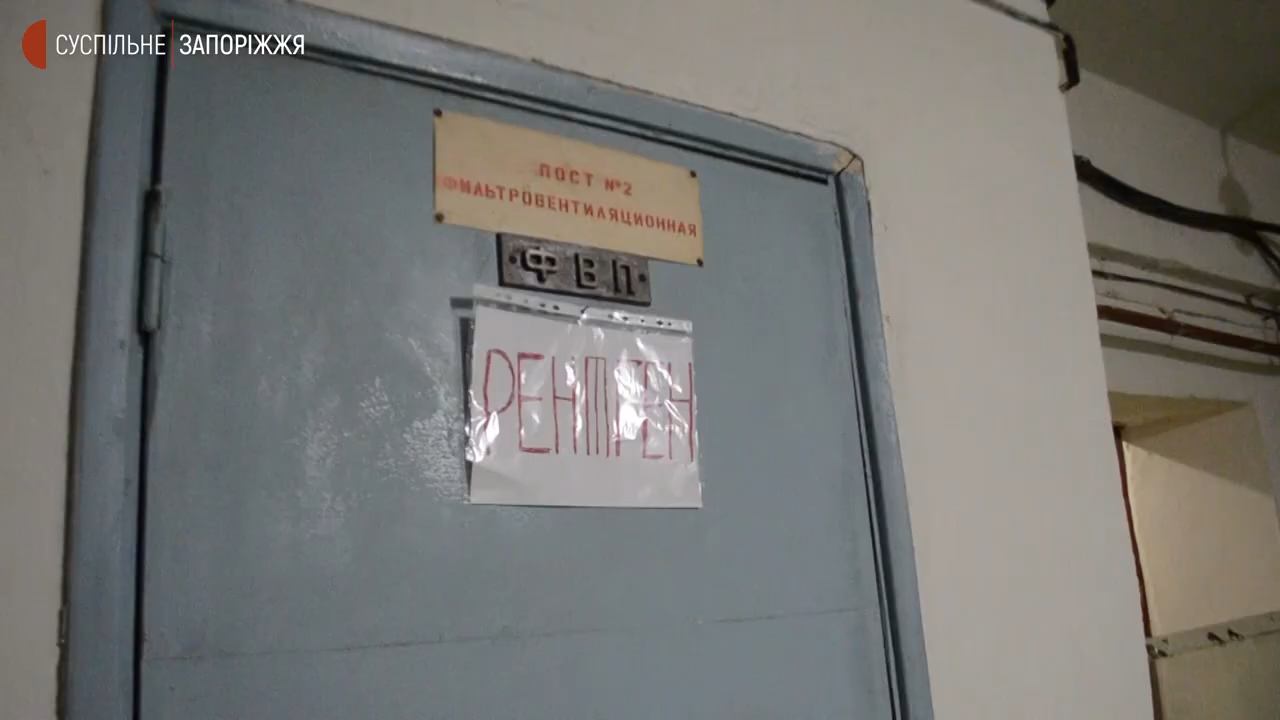 СУСПІЛЬНЕ ЗАПОРІЖЖЯ
ПОСТ №2
ФИЛЬТРОВЕНТИЛЯЦИОННАЯ
ФВП
РЕНТГЕН